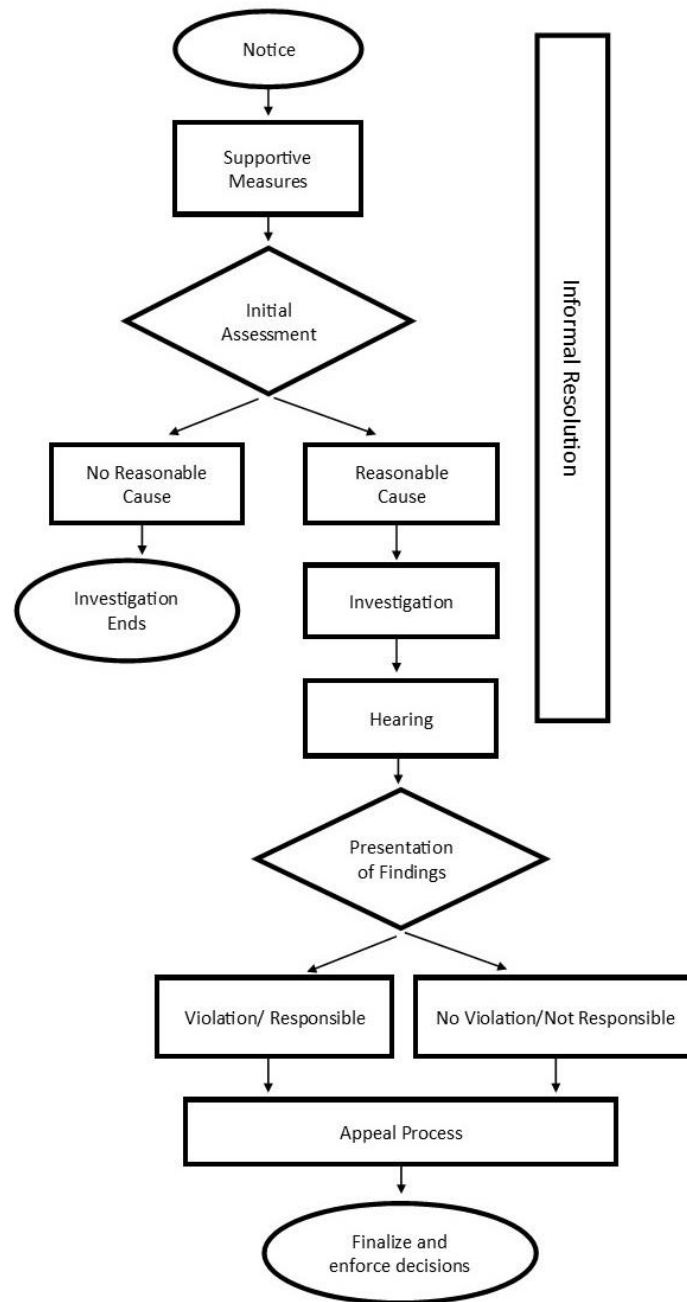 Notice
Supportive
Measures
Initial
Assessment
No Reasonable
Cause
Reasonable
Cause
Investigation
Ends
Investigation
Hearing
Informal Resolution
Presentation
of Findings
Violation/ Responsible
No Violation/Not Responsible
Appeal Process
Finalize and
enforce decisions